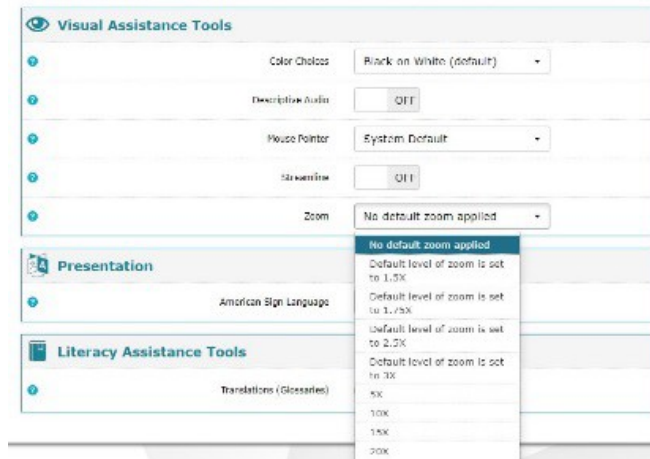 Visual Assistance Tools
Color Choices
Black on White (default)
Descriptive Audio
OFF
Mouse Pointer
System Default
Streamline
OFF
Zoom
No default zoom applied
No default zoom applied
Default level of zoom is set
to 1.5X
Default level of zoom is set
to 1.75X
Default level of zoom is set
to 2.5X
Default level of zoom is set
to 3X
5X
10X
15X
20X
Presentation
American Sign Language
Literacy Assistance Tools
Translations (Glossaries)